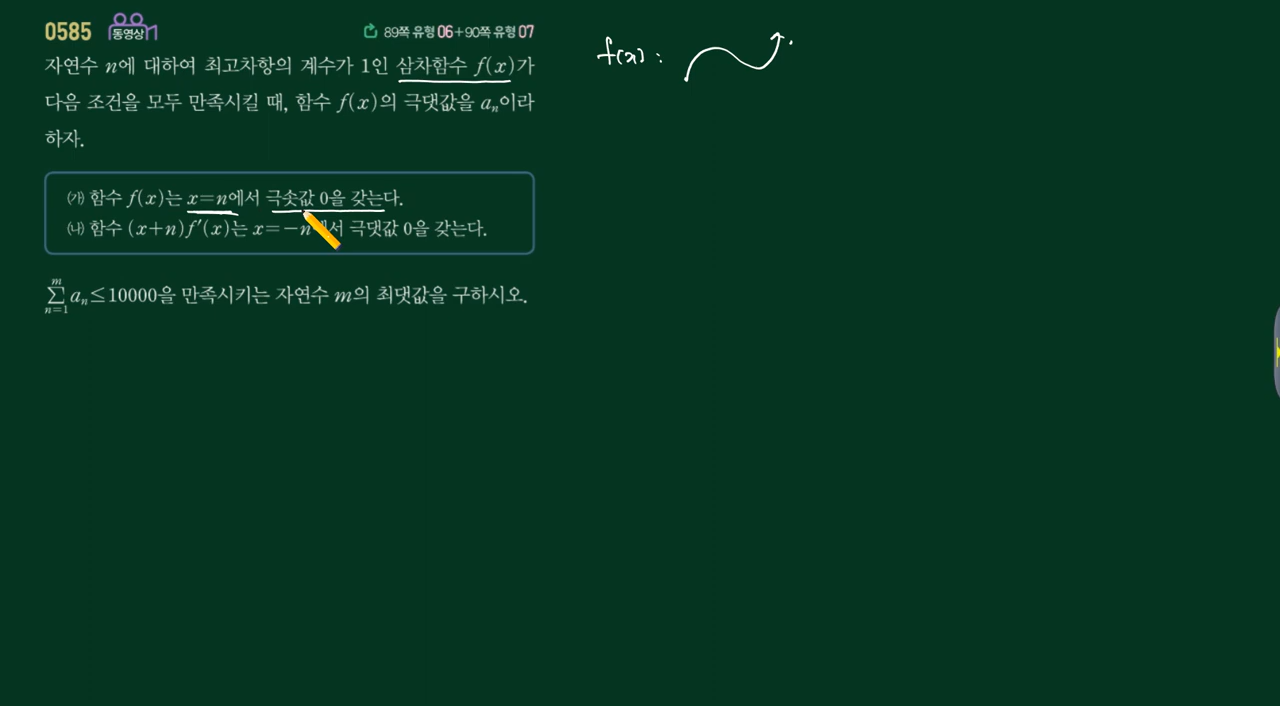 0585 동영상
89쪽 유형 06+90쪽 유형 07
자연수 n에 대하여 최고차항의 계수가 1인 삼차함수 f(x)가
다음 조건을 모두 만족시킬 때, 함수 f(x)의 극댓값을 aₙ이라
하자.
㈎ 함수 f(x)는 x=n에서 극솟값 0을 갖는다.
㈏ 함수 (x+n)f′(x)는 x=−n에서 극댓값 0을 갖는다.
∑ₙ₌₁ᵐ aₙ≤10000을 만족시키는 자연수 m의 최댓값을 구하시오.
f(x) :